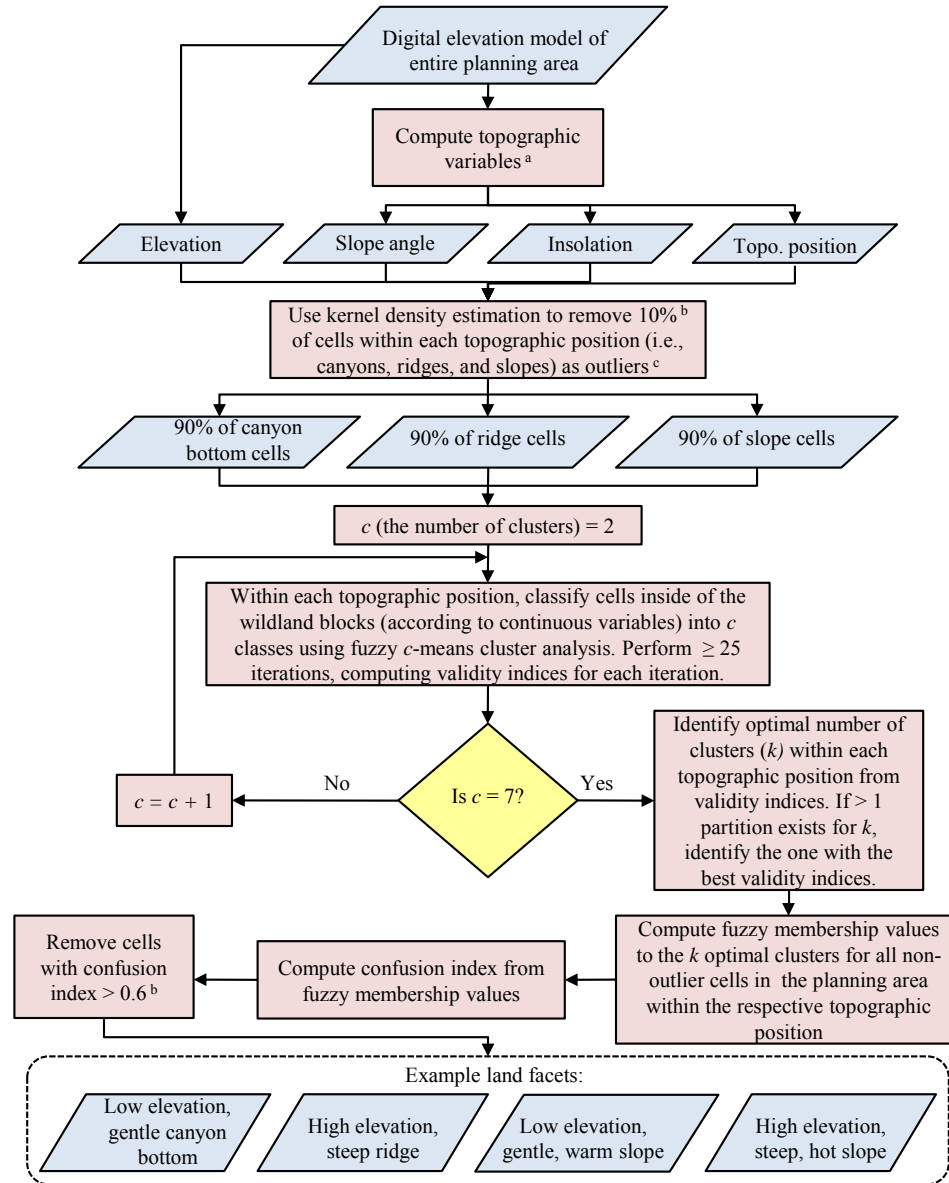 Digital elevation model of
entire planning area
Compute topographic
variables a
Elevation
Slope angle
Insolation
Topo. position
Use kernel density estimation to remove 10% b
of cells within each topographic position (i.e.,
canyons, ridges, and slopes) as outliers c
90% of canyon
bottom cells
90% of ridge cells
90% of slope cells
c (the number of clusters) = 2
Within each topographic position, classify cells inside of the
wildland blocks (according to continuous variables) into c
classes using fuzzy c-means cluster analysis. Perform ≥ 25
iterations, computing validity indices for each iteration.
Is c = 7?
No
Yes
c = c + 1
Identify optimal number of
clusters (k) within each
topographic position from
validity indices. If > 1
partition exists for k,
identify the one with the
best validity indices.
Compute fuzzy membership values
to the k optimal clusters for all non-
outlier cells in the planning area
within the respective topographic
position
Compute confusion index from
fuzzy membership values
Remove cells
with confusion
index > 0.6 b
Example land facets:
Low elevation,
gentle canyon
bottom
High elevation,
steep ridge
Low elevation,
gentle, warm slope
High elevation,
steep, hot slope